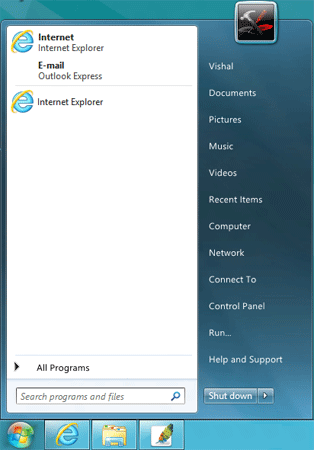 Internet
Internet Explorer
E-mail
Outlook Express
Internet Explorer
All Programs
Search programs and files
Vishal
Documents
Pictures
Music
Videos
Recent Items
Computer
Network
Connect To
Control Panel
Run...
Help and Support
Shut down